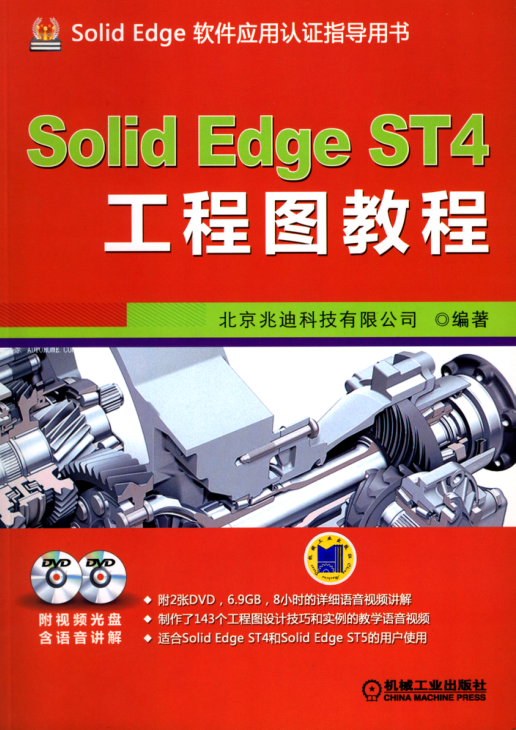 Solid Edge 软件应用认证指导用书
Solid Edge ST4
工程图教程
北京兆迪科技有限公司 ◎编著
DVD DVD
附视频光盘
含语音讲解
◆ 附2张DVD，6.9GB，8小时的详细语音视频讲解
◆ 制作了143个工程图设计技巧和实例的教学语音视频
◆ 适合Solid Edge ST4和Solid Edge ST5的用户使用
机械工业出版社
CHINA MACHINE PRESS